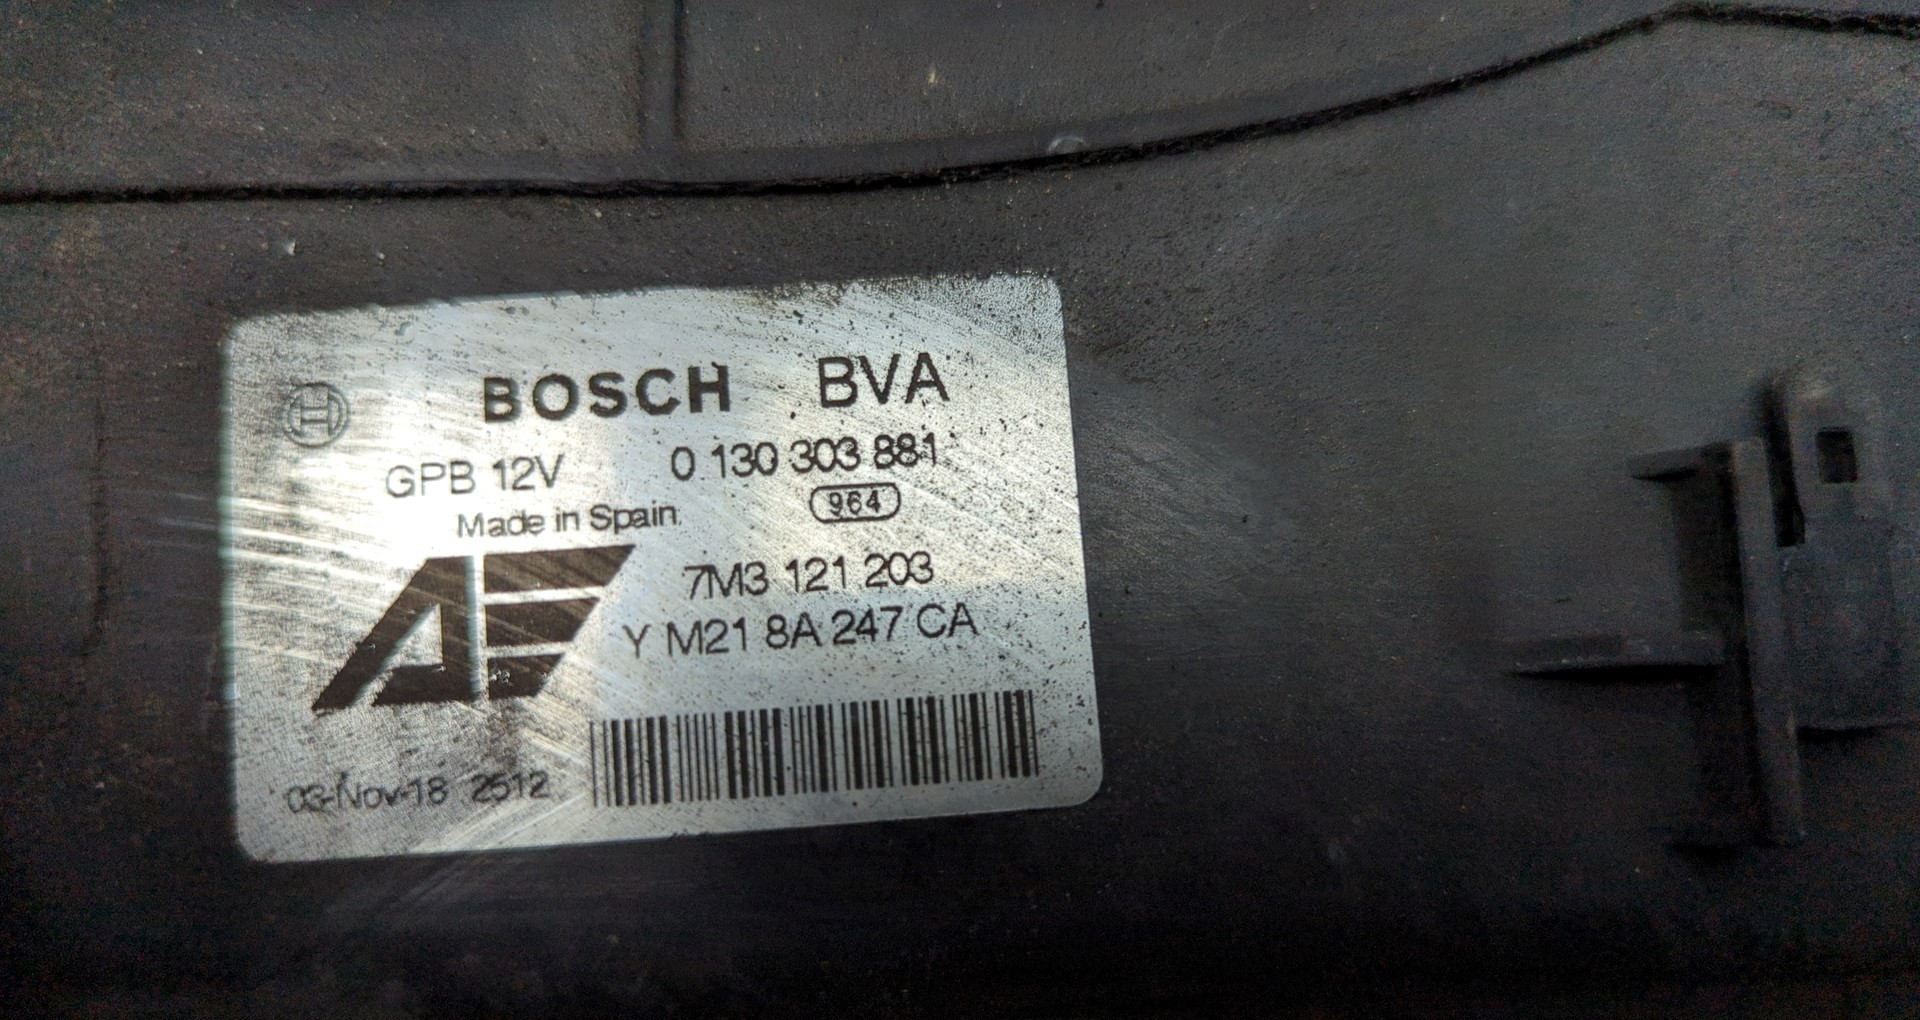 BOSCH BVA
GPB 12V 0 130 303 881
Made in Spain 964
7M3 121 203
YM21 8A 247 CA
03-Nov-18 2512